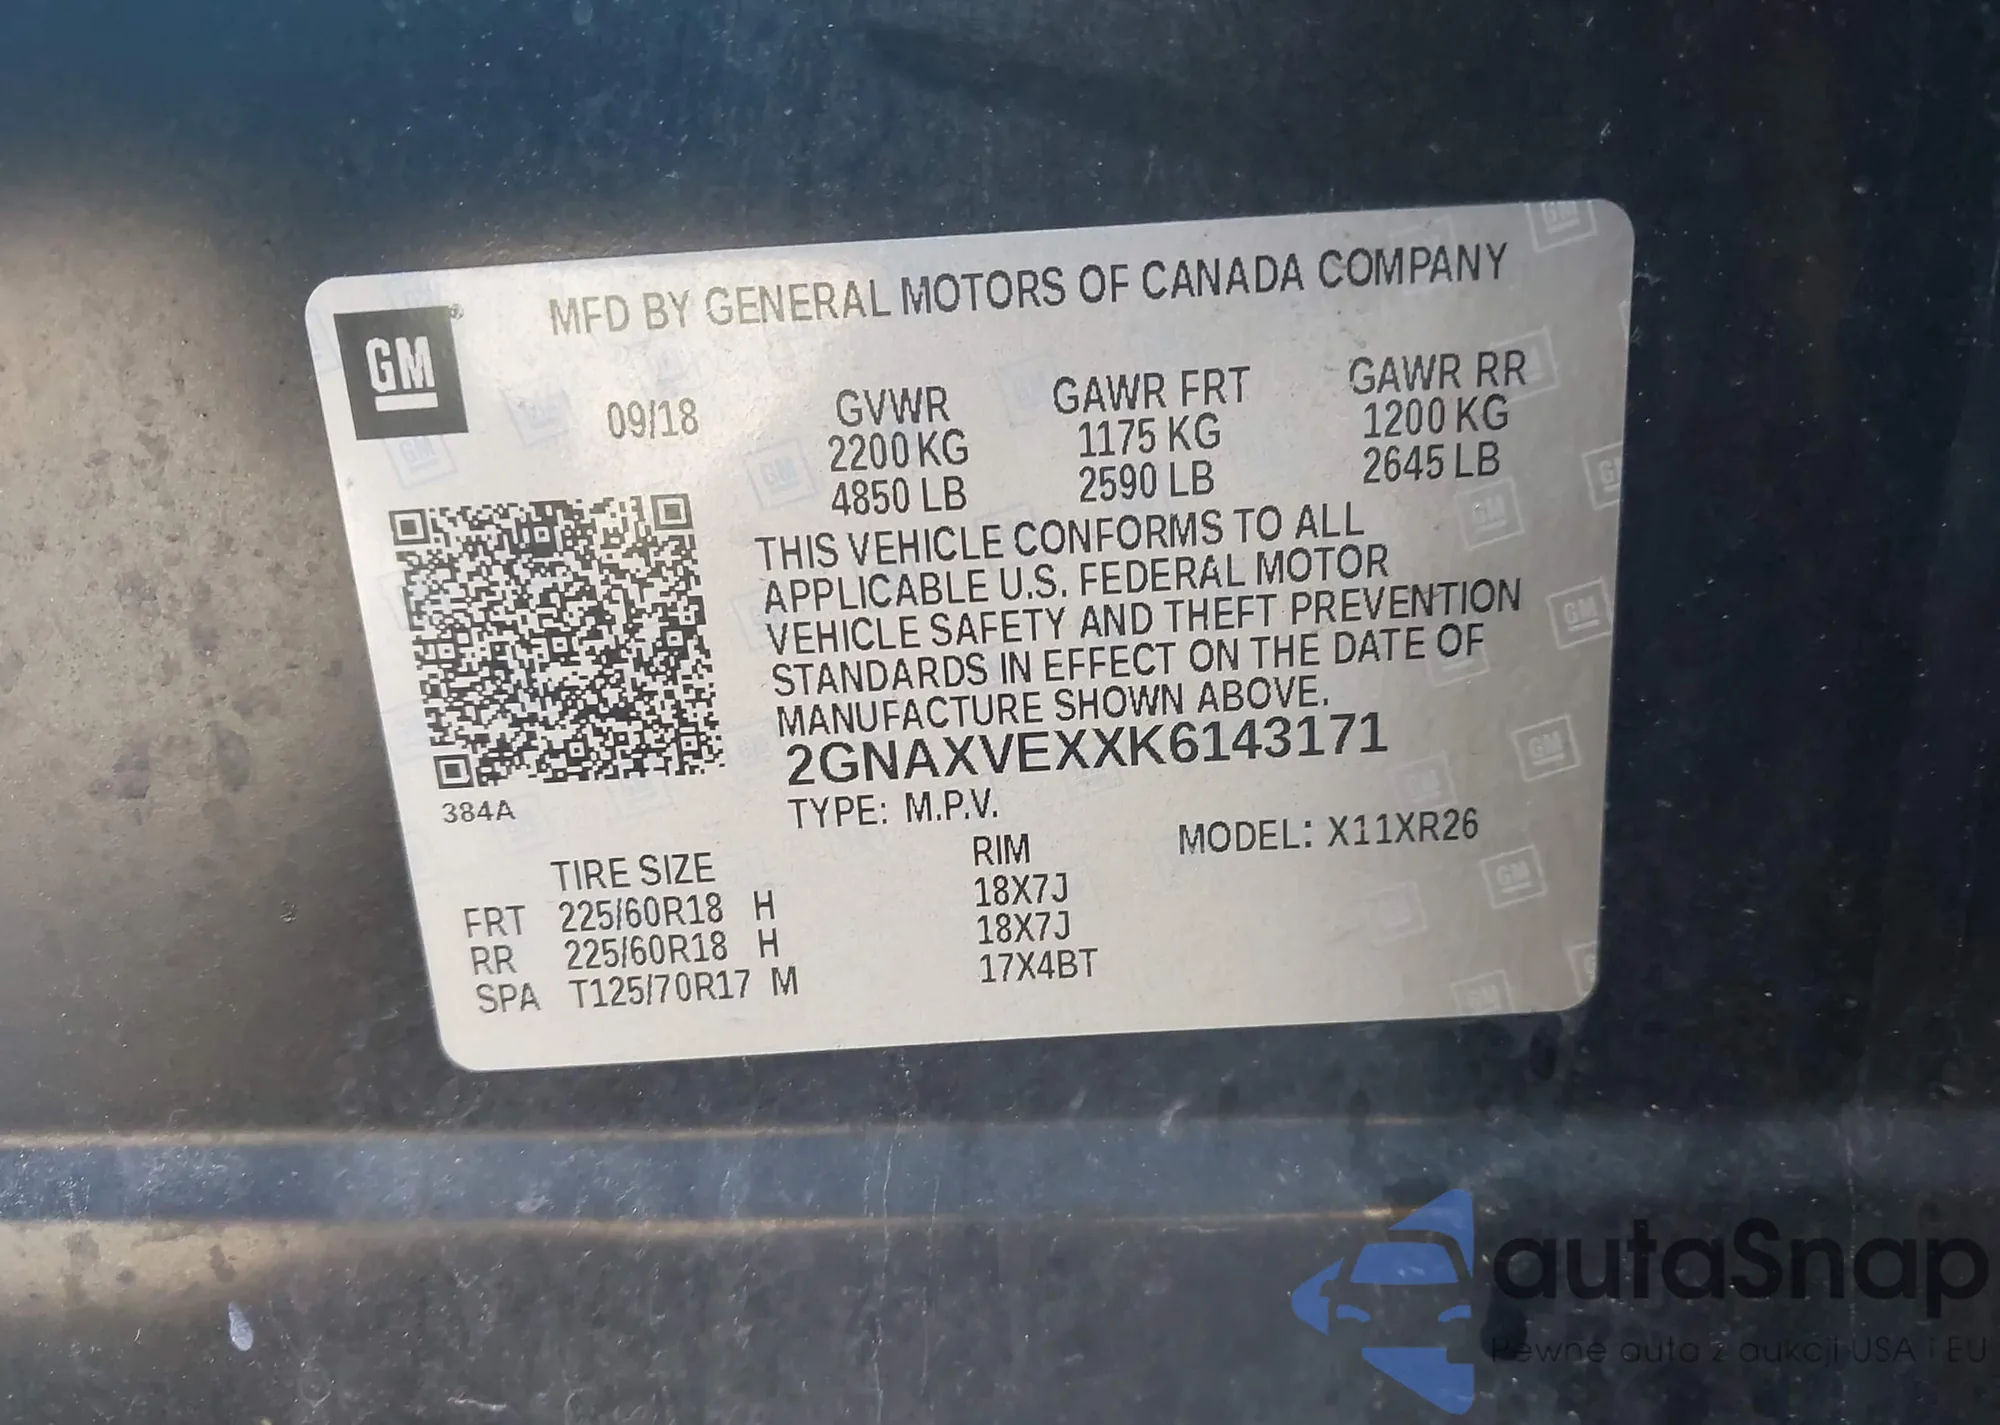 MFD BY GENERAL MOTORS OF CANADA COMPANY
GM
09/18
GVWR GAWR FRT GAWR RR
2200 KG 1175 KG 1200 KG
4850 LB 2590 LB 2645 LB
THIS VEHICLE CONFORMS TO ALL
APPLICABLE U.S. FEDERAL MOTOR
VEHICLE SAFETY AND THEFT PREVENTION
STANDARDS IN EFFECT ON THE DATE OF
MANUFACTURE SHOWN ABOVE.
2GNAXVEXXK6143171
384A
TYPE: M.P.V. MODEL: X11XR26
TIRE SIZE RIM
FRT 225/60R18 H 18X7J
RR 225/60R18 H 18X7J
SPA T125/70R17 M 17X4BT
autaSnap
Pewne auta z aukcji USA i EU